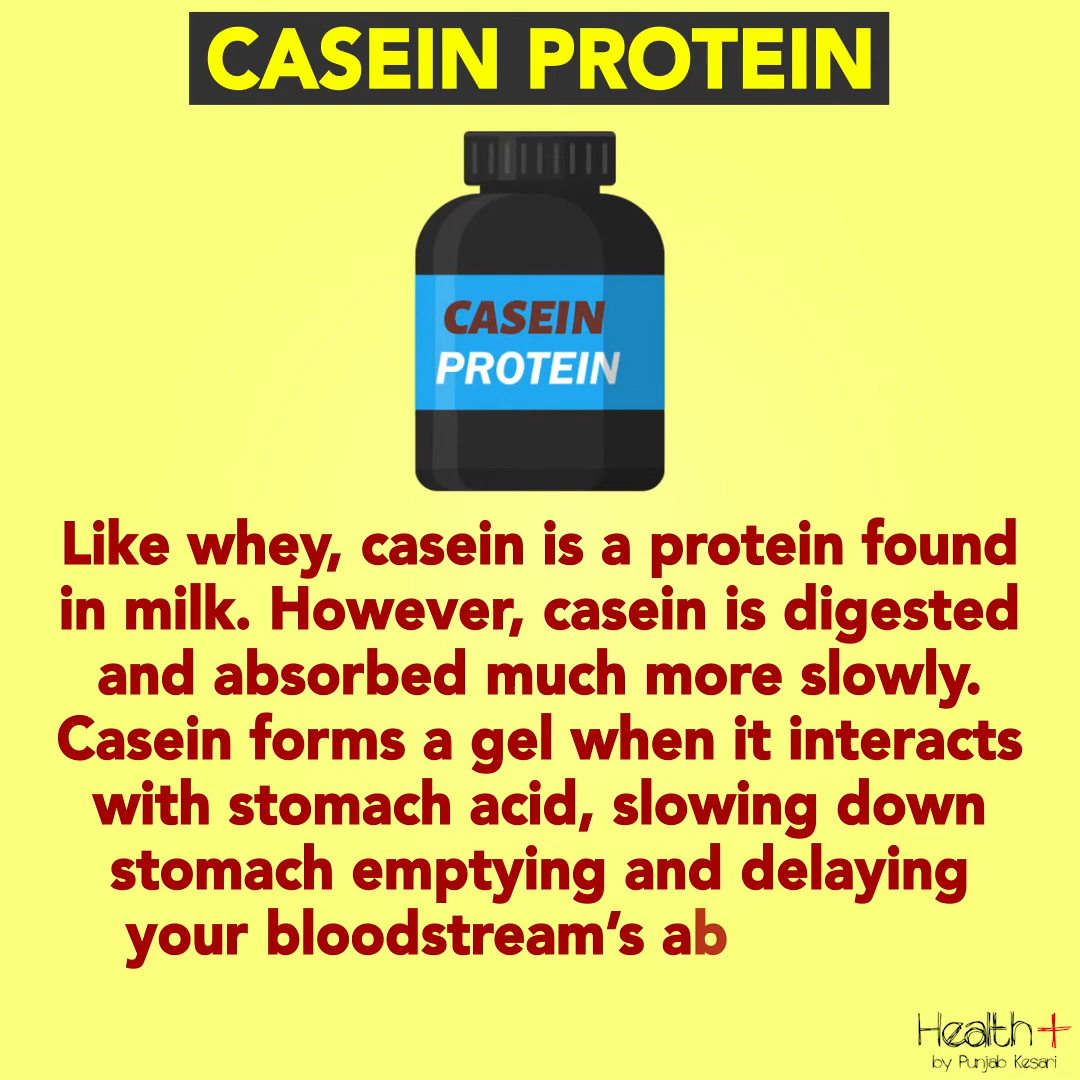 CASEIN PROTEIN
CASEIN
PROTEIN
Like whey, casein is a protein found
in milk. However, casein is digested
and absorbed much more slowly.
Casein forms a gel when it interacts
with stomach acid, slowing down
stomach emptying and delaying
your bloodstream’s ab
Health+
by Punjab Kesari